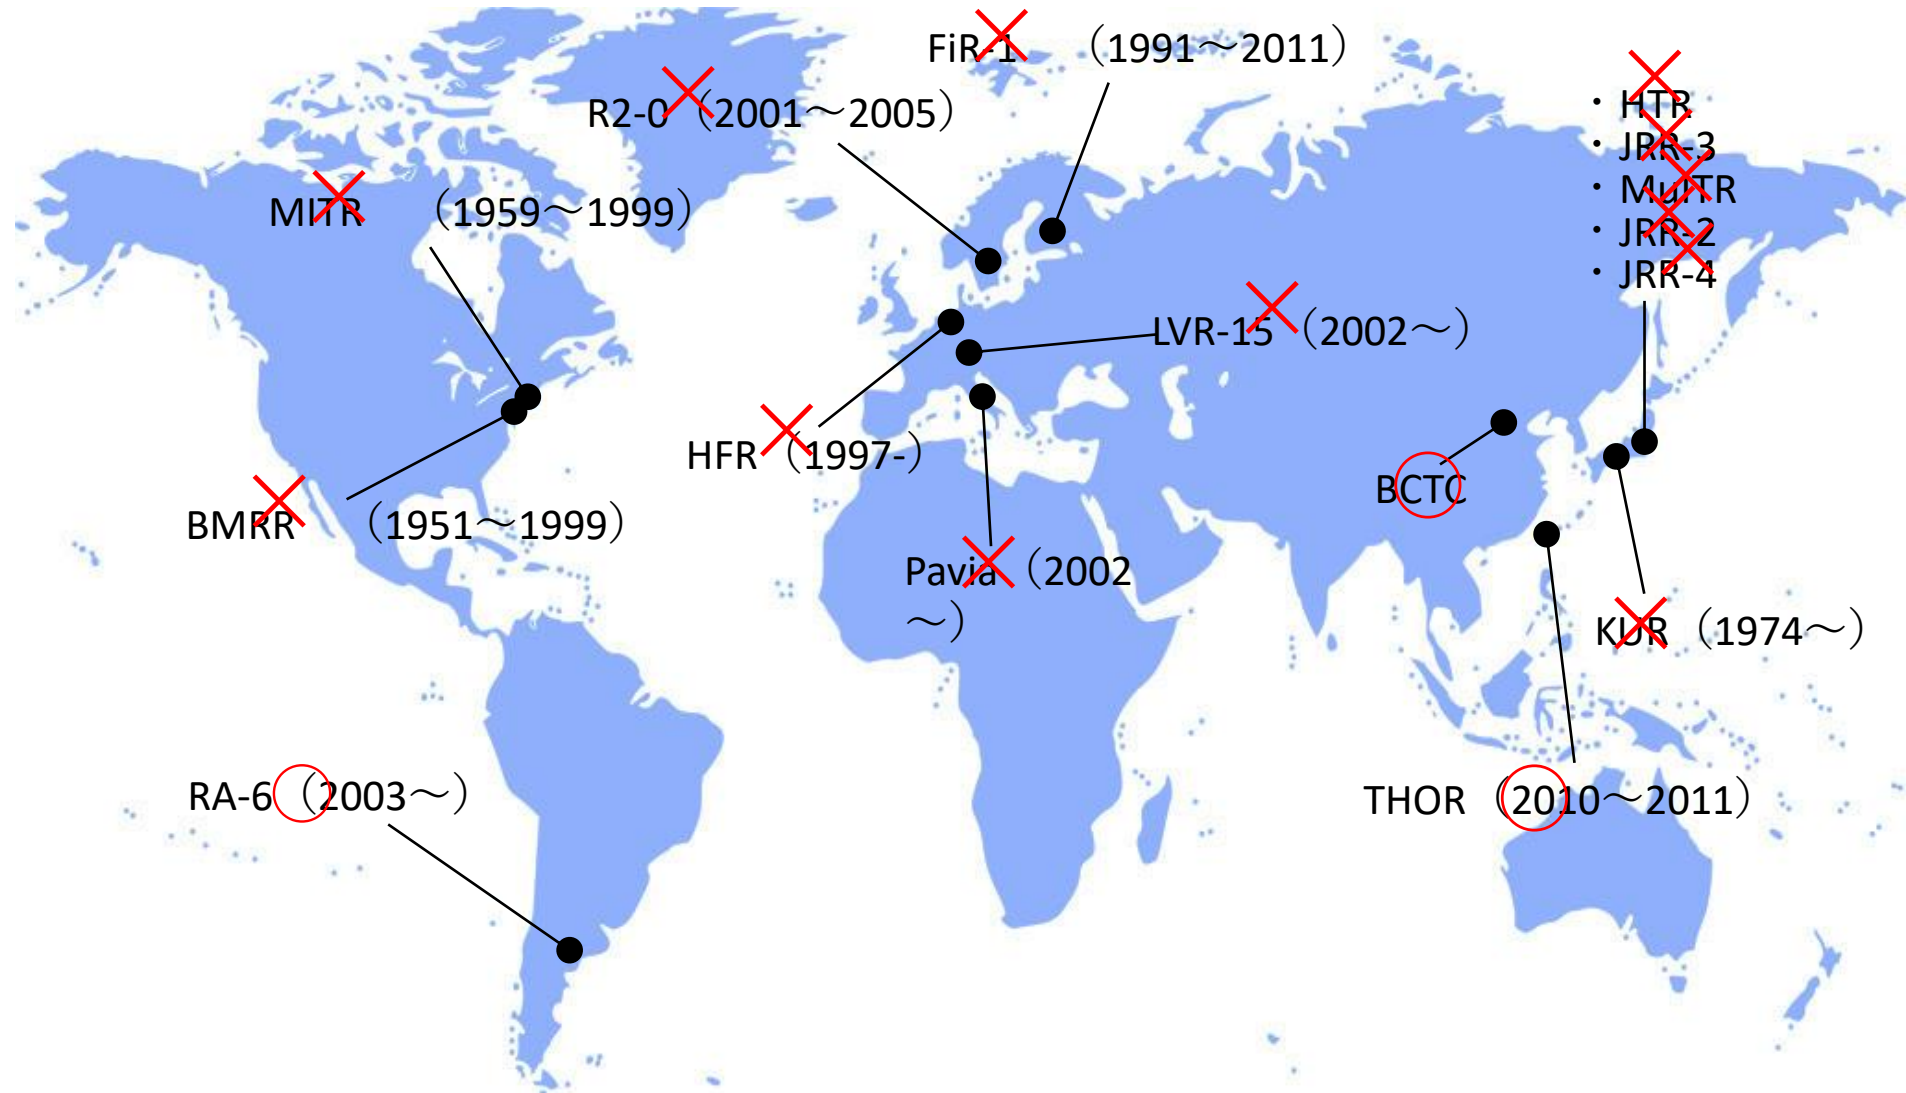 FiR-1 （1991～2011）
R2-0 （2001～2005）
・ HTR
・ JRR-3
・ MuITR
・ JRR-2
・ JRR-4
MITR （1959～1999）
LVR-15 （2002～）
HFR （1997-）
BCTC
BMRR （1951～1999）
Pavia （2002
～）
KUR （1974～）
RA-6 （2003～）
THOR （2010～2011）